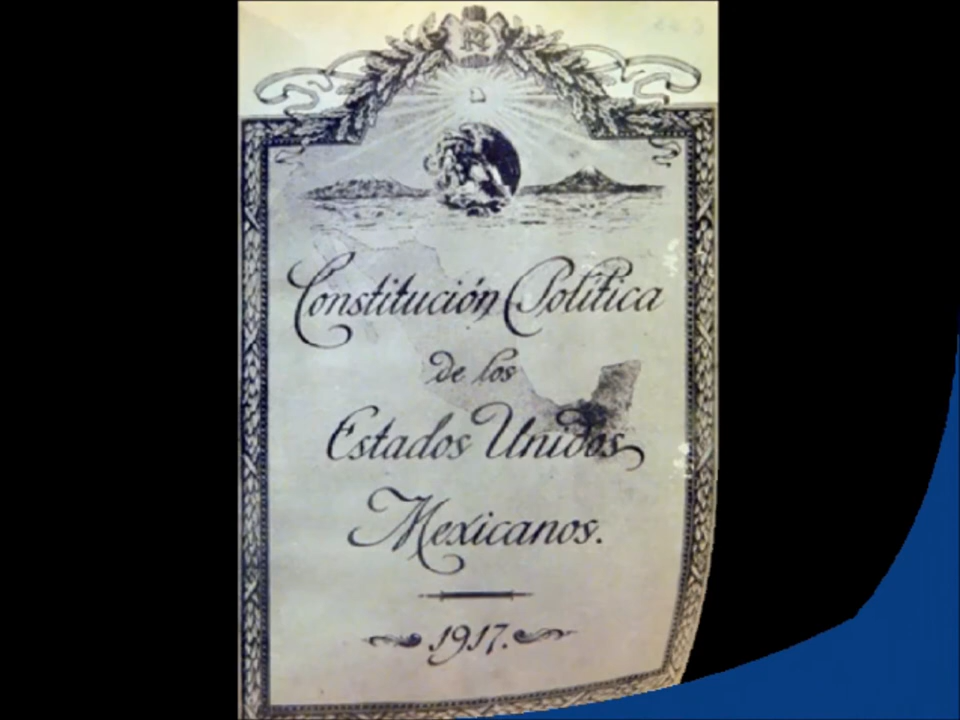 Constitución Política
de los
Estados Unidos
Mexicanos.
1917.